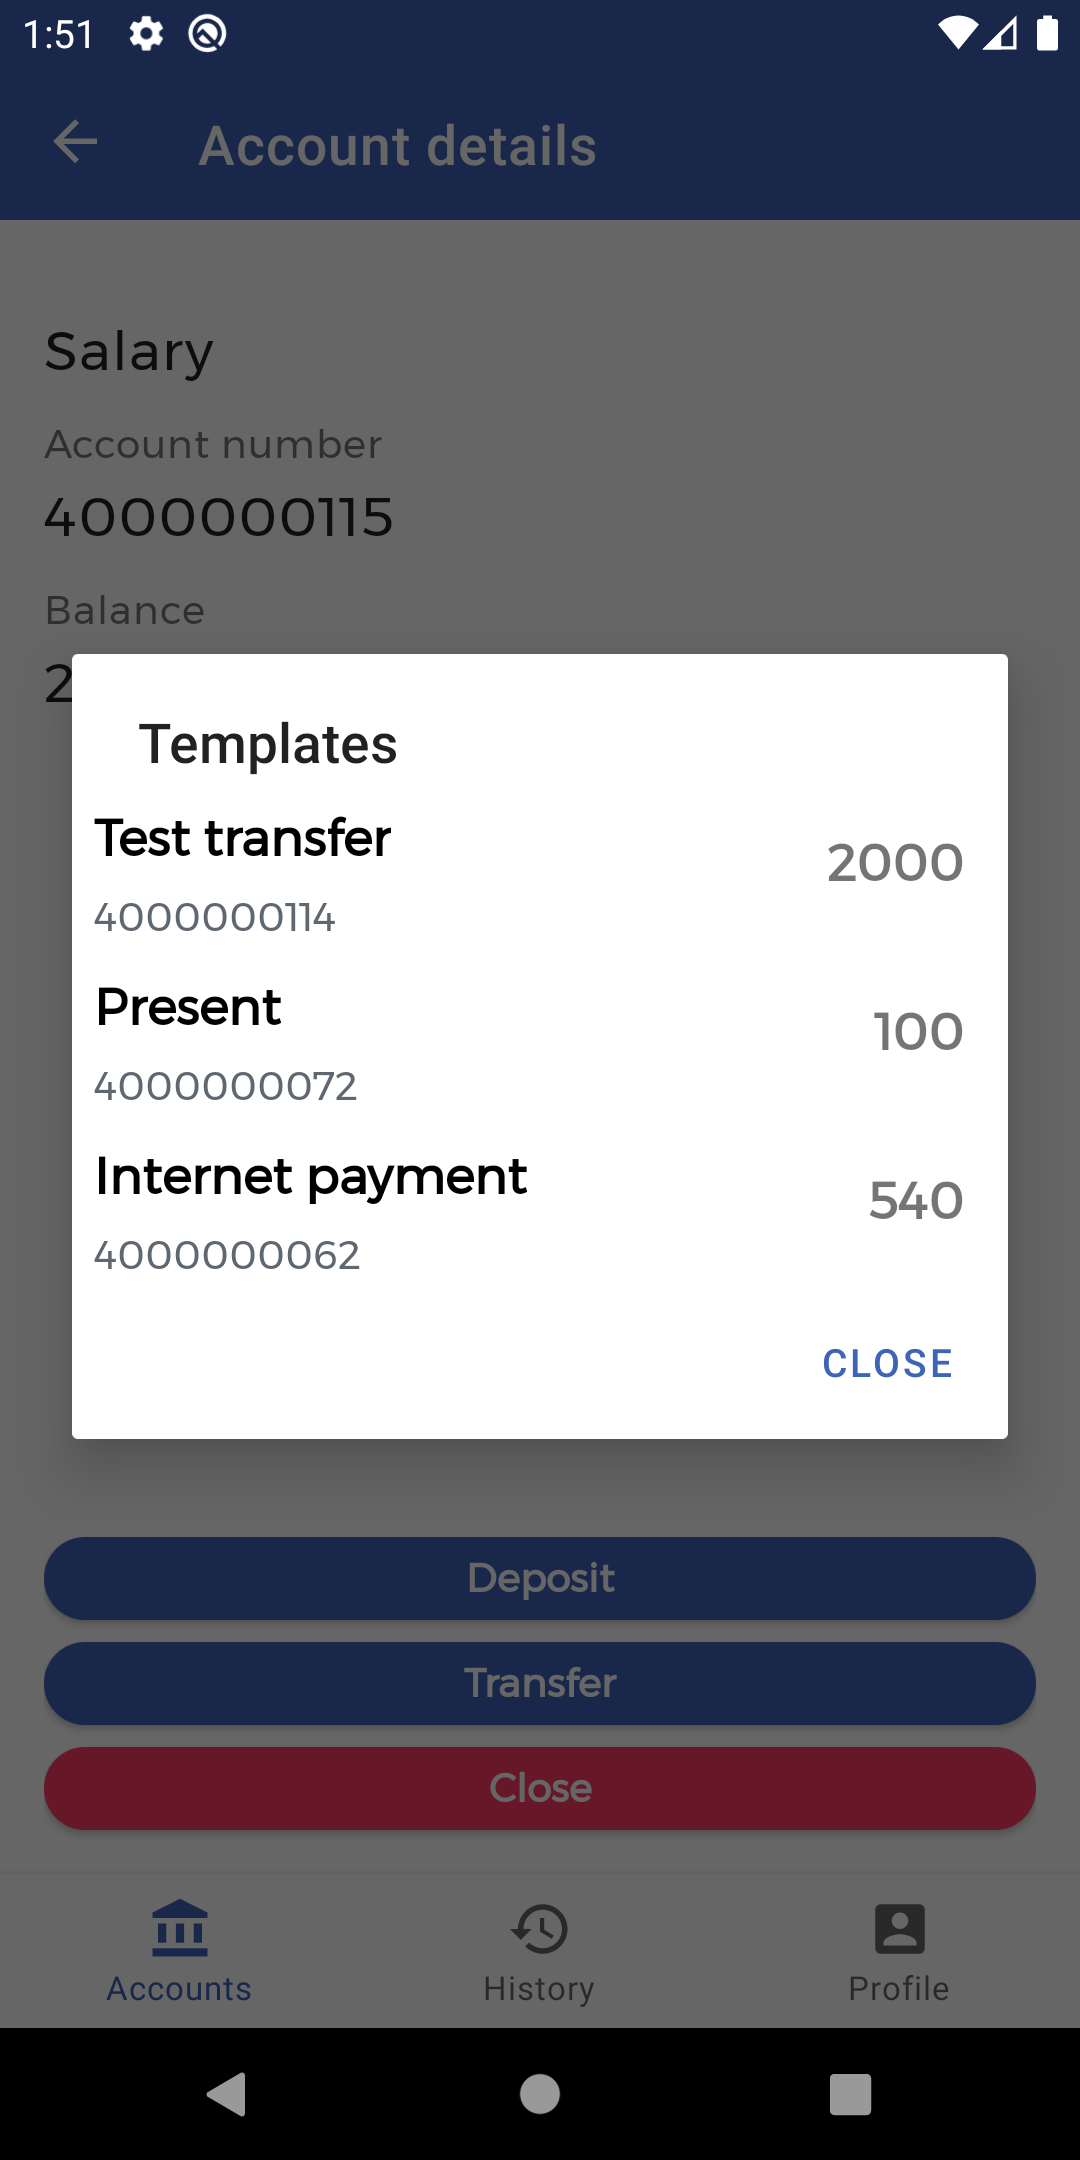 1:51
Account details
Salary
Account number
4000000115
Balance
2
Templates
Test transfer
2000
4000000114
Present
100
4000000072
Internet payment
540
4000000062
CLOSE
Deposit
Transfer
Close
Accounts
History
Profile